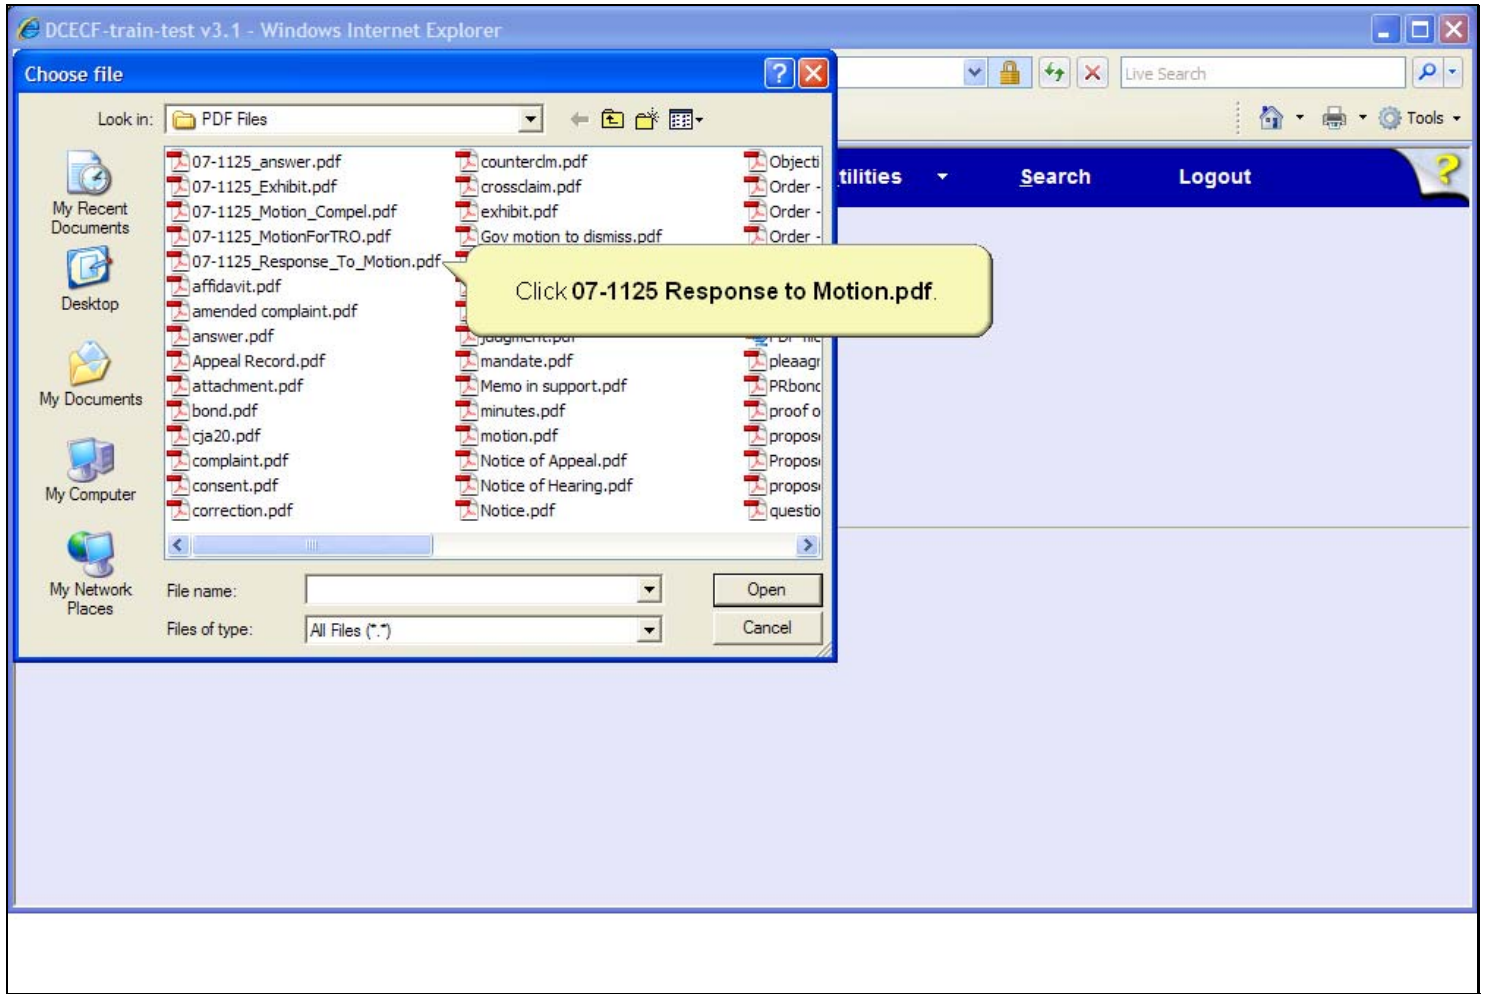 DCECF-train-test v3.1 - Windows Internet Explorer
Choose file
Live Search
Look in: PDF Files
Tools
tilities Search Logout
My Recent Documents
Desktop
My Documents
My Computer
My Network Places
07-1125_answer.pdf
07-1125_Exhibit.pdf
07-1125_Motion_Compel.pdf
07-1125_MotionForTRO.pdf
07-1125_Response_To_Motion.pdf
affidavit.pdf
amended complaint.pdf
answer.pdf
Appeal Record.pdf
attachment.pdf
bond.pdf
cja20.pdf
complaint.pdf
consent.pdf
correction.pdf
counterclm.pdf
crossclaim.pdf
exhibit.pdf
Gov motion to dismiss.pdf
judgment.pdf
mandate.pdf
Memo in support.pdf
minutes.pdf
motion.pdf
Notice of Appeal.pdf
Notice of Hearing.pdf
Notice.pdf
Objecti
Order -
Order -
Order -
pleaagr
PRbond
proof o
propos
Propos
propos
questio
Click 07-1125 Response to Motion.pdf.
File name:
Open
Files of type: All Files (*.*)
Cancel